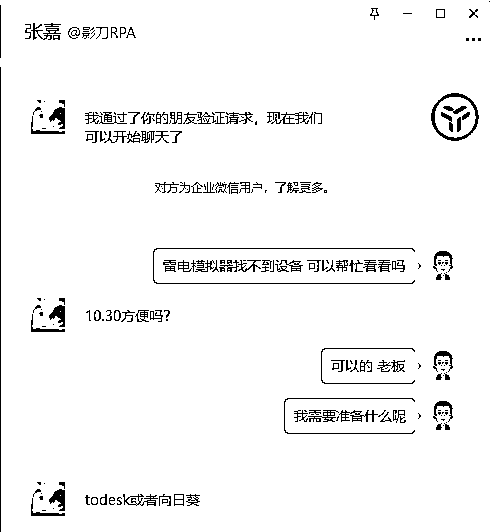 张嘉 @影刀RPA
我通过了你的朋友验证请求，现在我们
可以开始聊天了
对方为企业微信用户，了解更多。
雷电模拟器找不到设备 可以帮忙看看吗
10.30方便吗?
可以的 老板
我需要准备什么呢
todesk或者向日葵